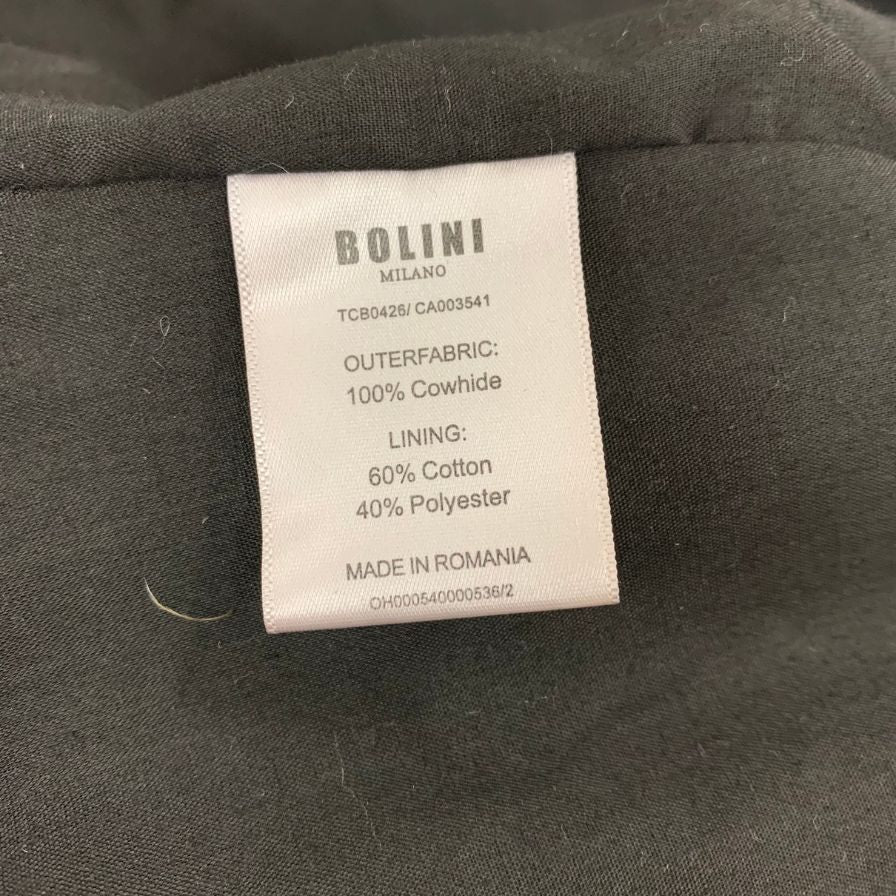 BOLINI
MILANO
TCB0426/ CA003541
OUTERFABRIC:
100% Cowhide
LINING:
60% Cotton
40% Polyester
MADE IN ROMANIA
OH000540000536/2